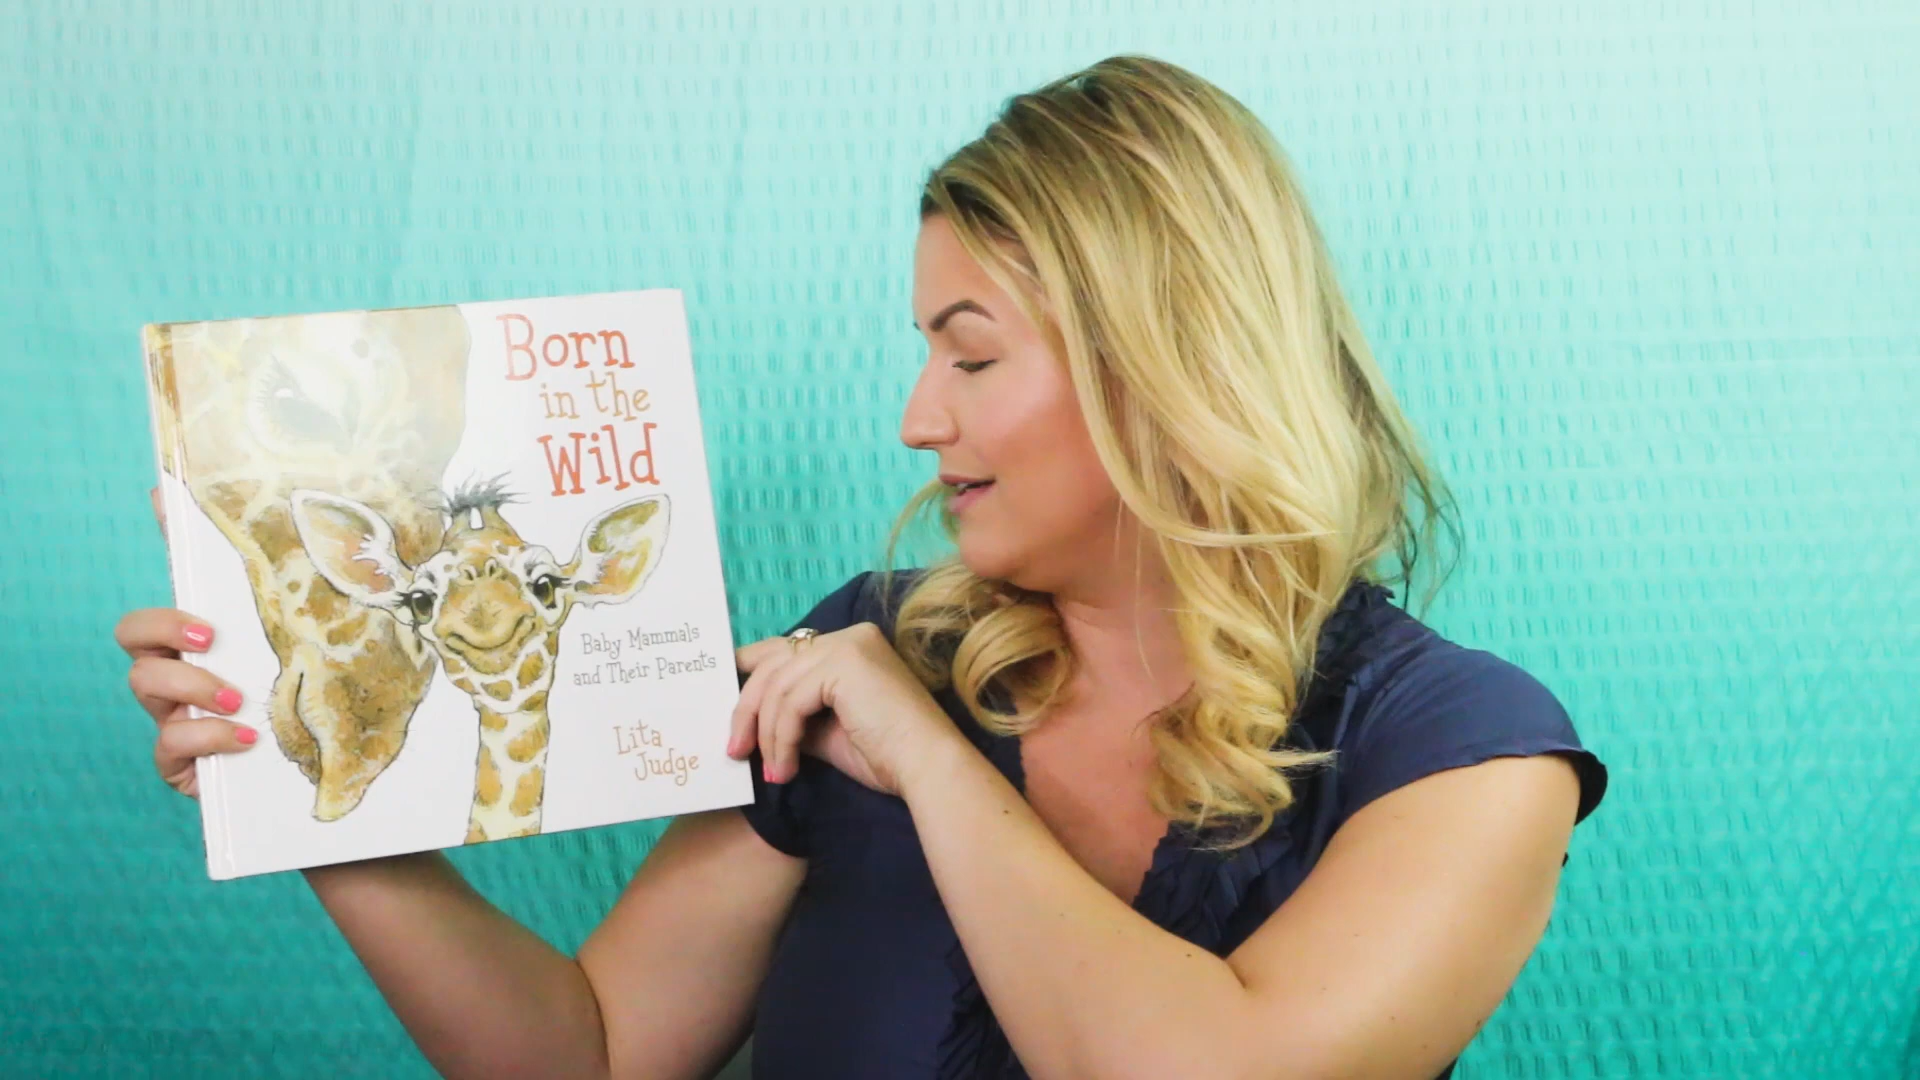 Born
in the
Wild
Baby Mammals
and Their Parents
Lita
Judge